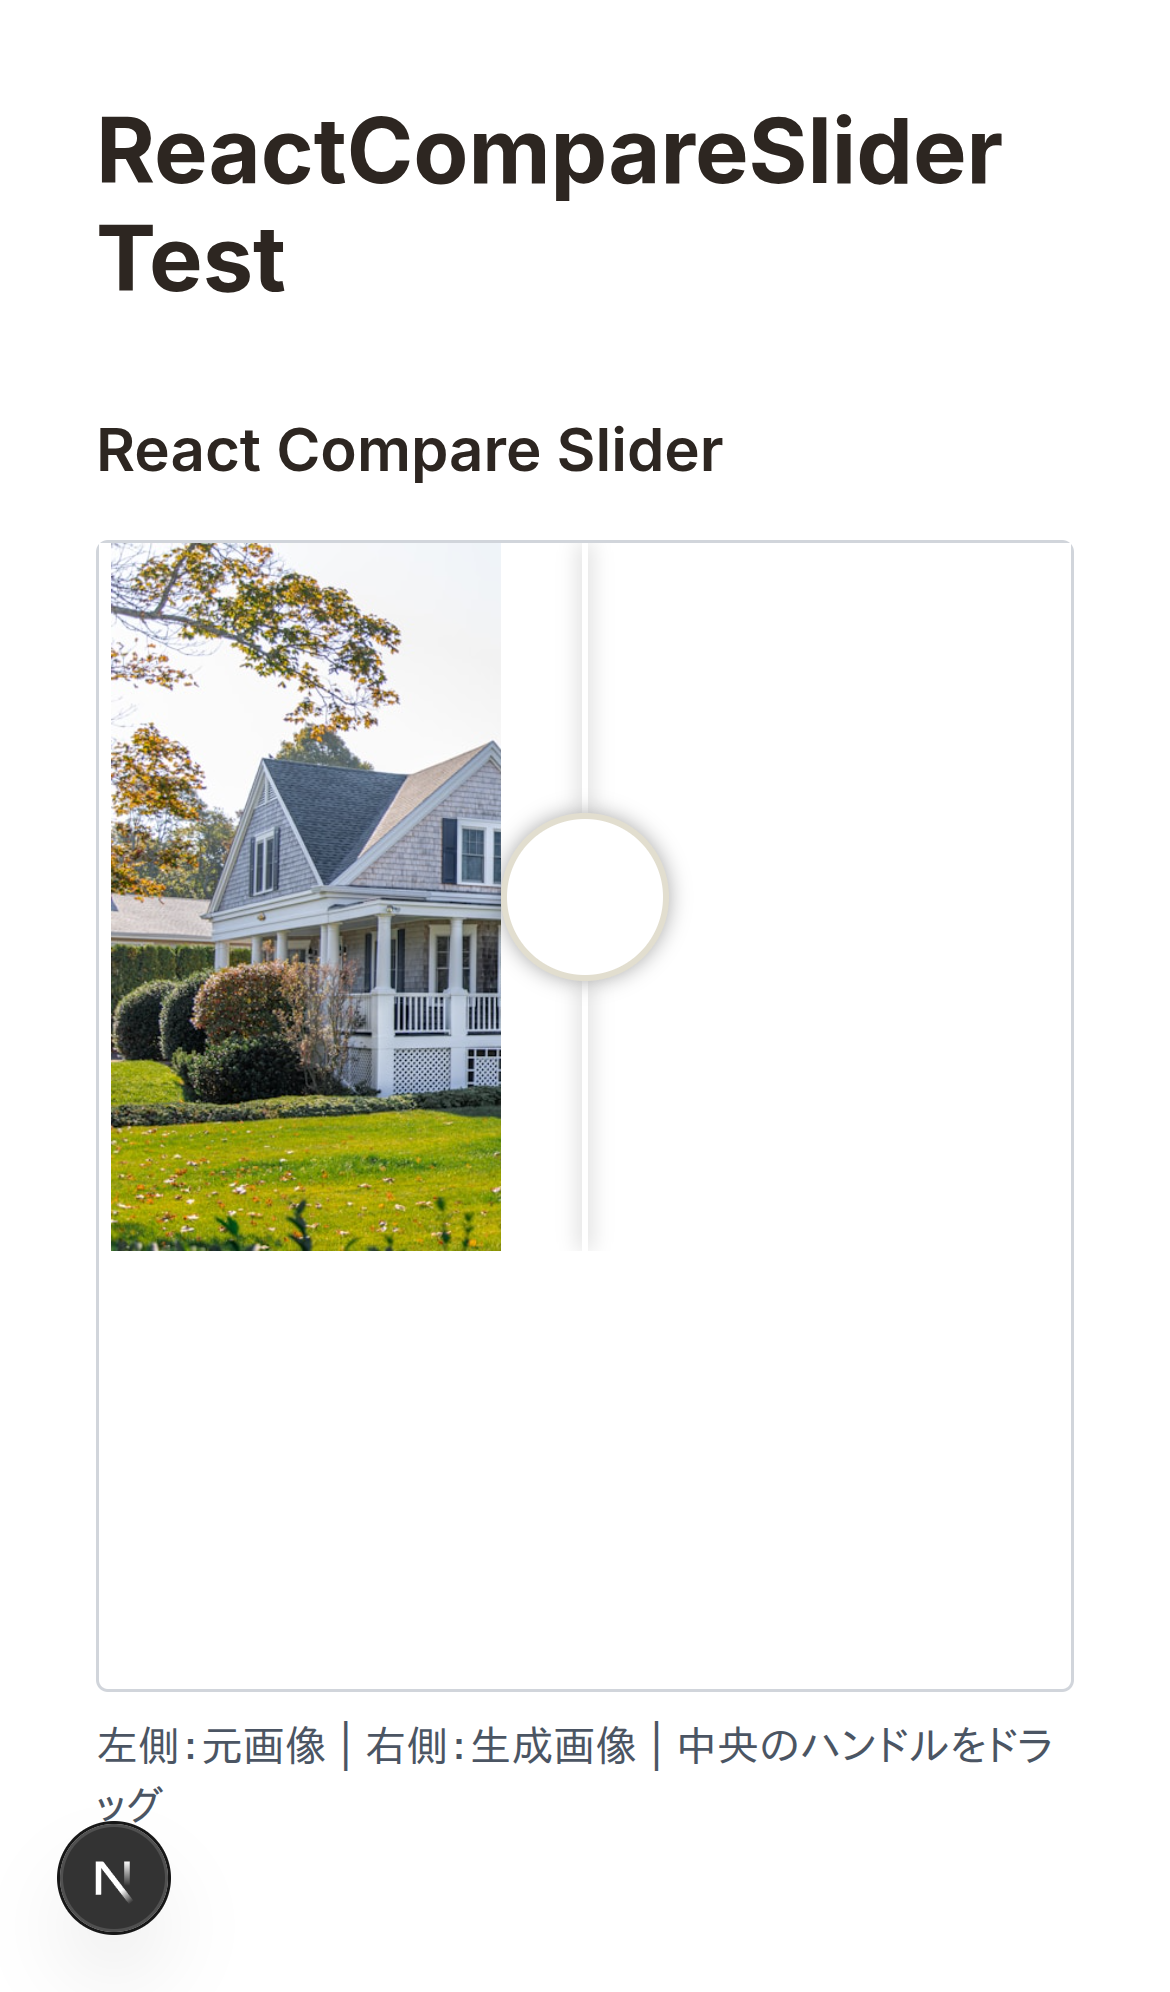 ReactCompareSlider
Test
React Compare Slider
左側：元画像 | 右側：生成画像 | 中央のハンドルをドラ
ッグ
N